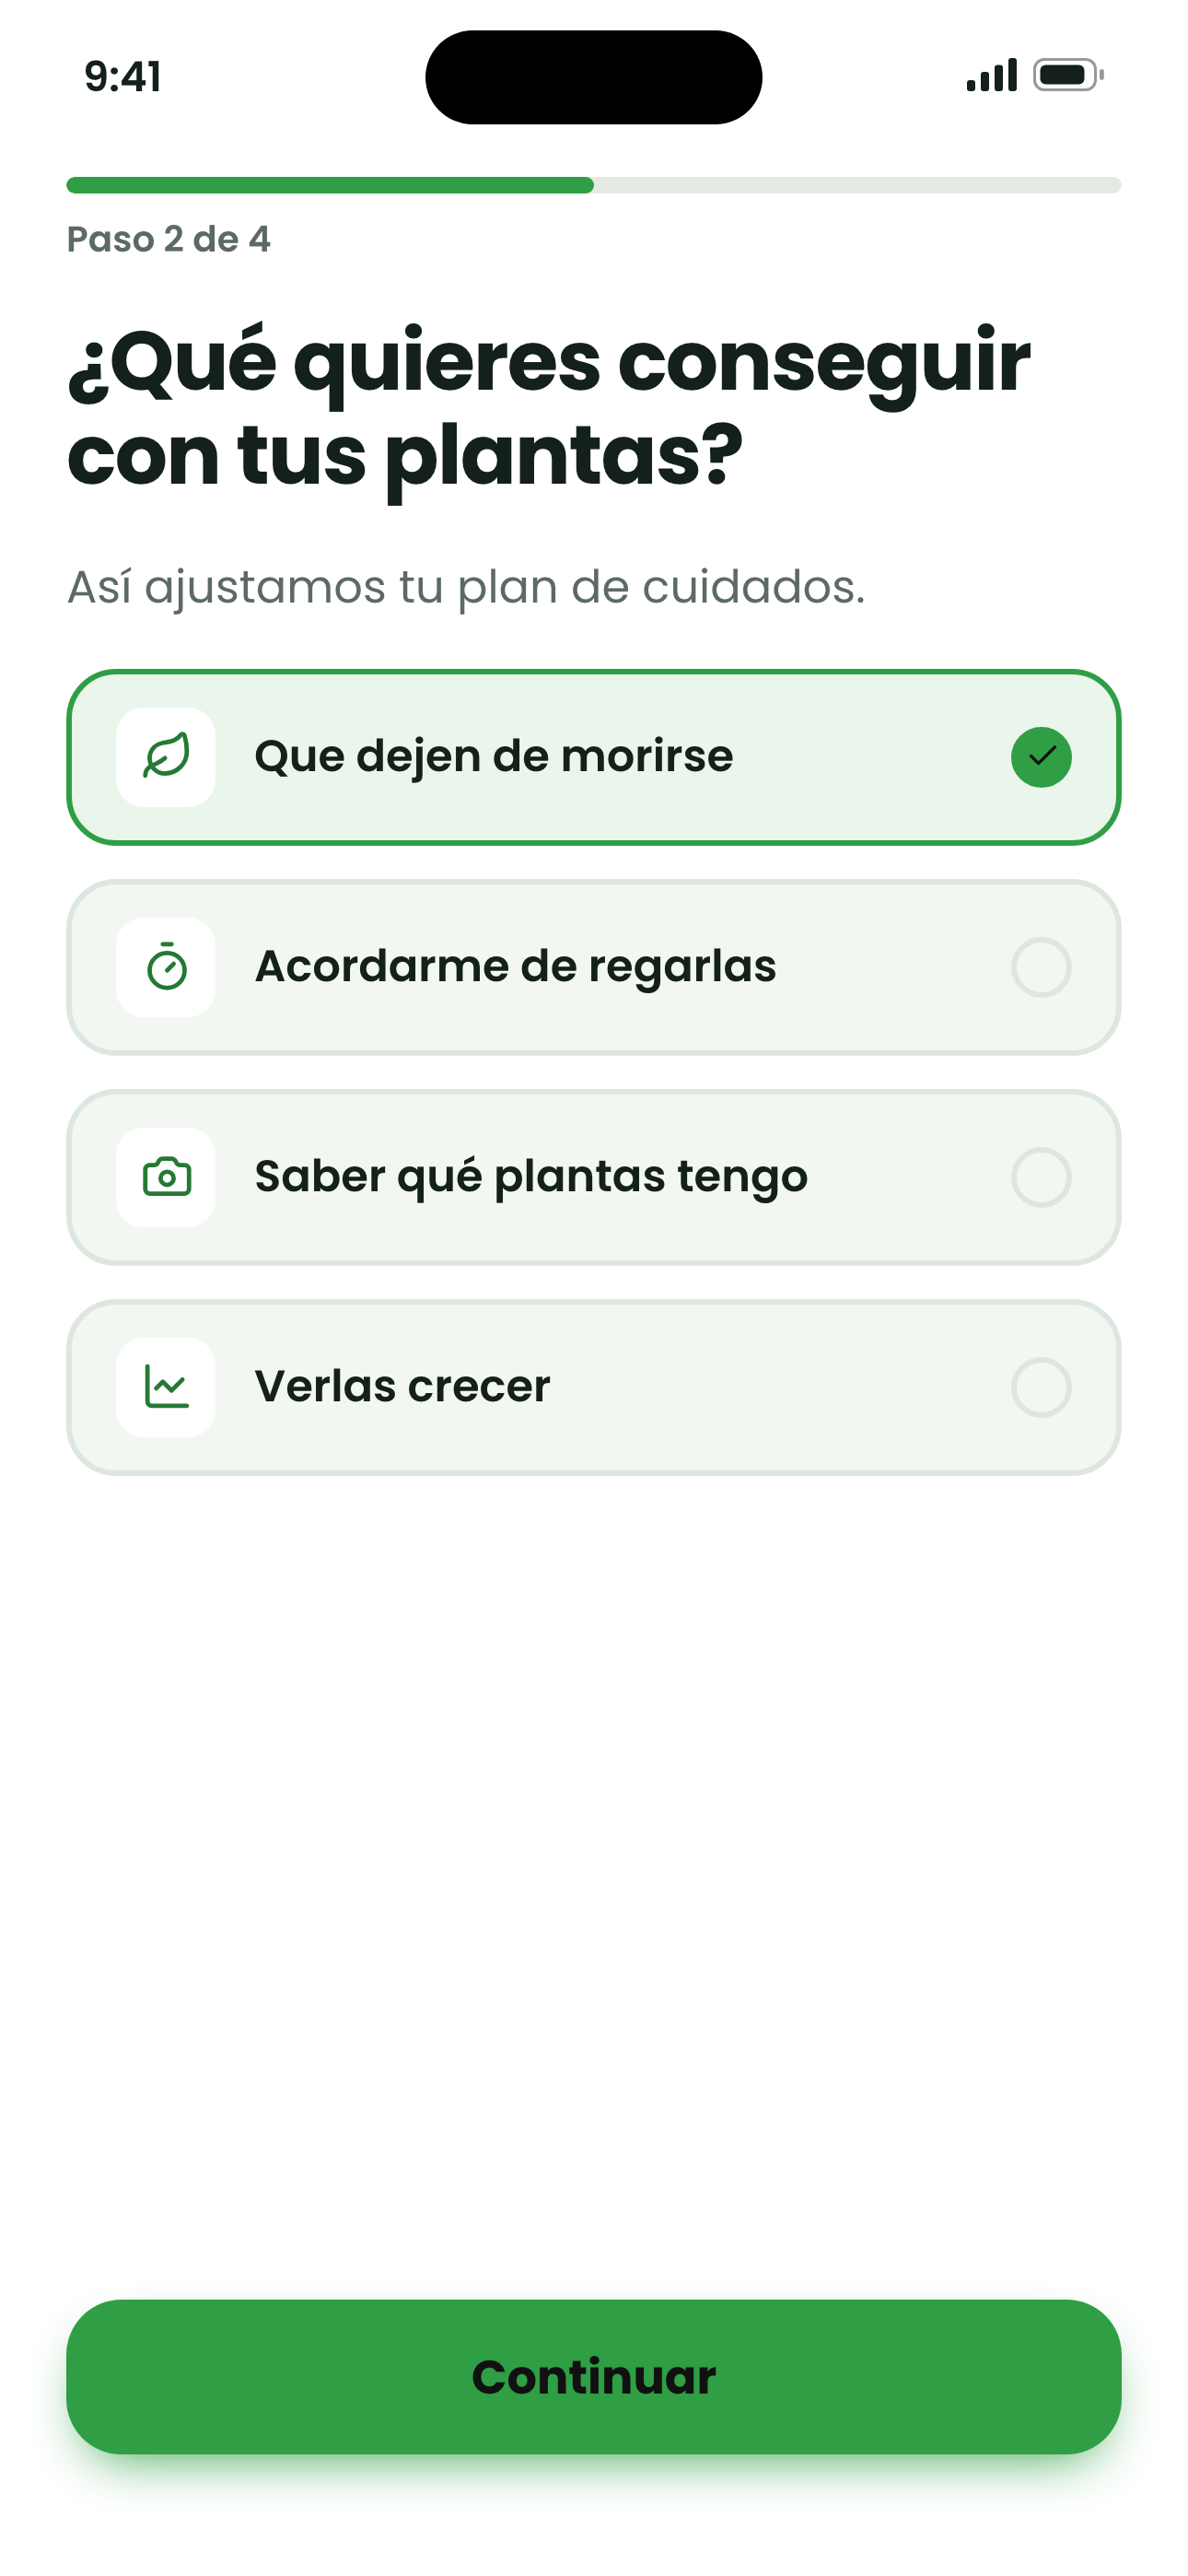 9:41
Paso 2 de 4
¿Qué quieres conseguir
con tus plantas?
Así ajustamos tu plan de cuidados.
Que dejen de morirse
Acordarme de regarlas
Saber qué plantas tengo
Verlas crecer
Continuar